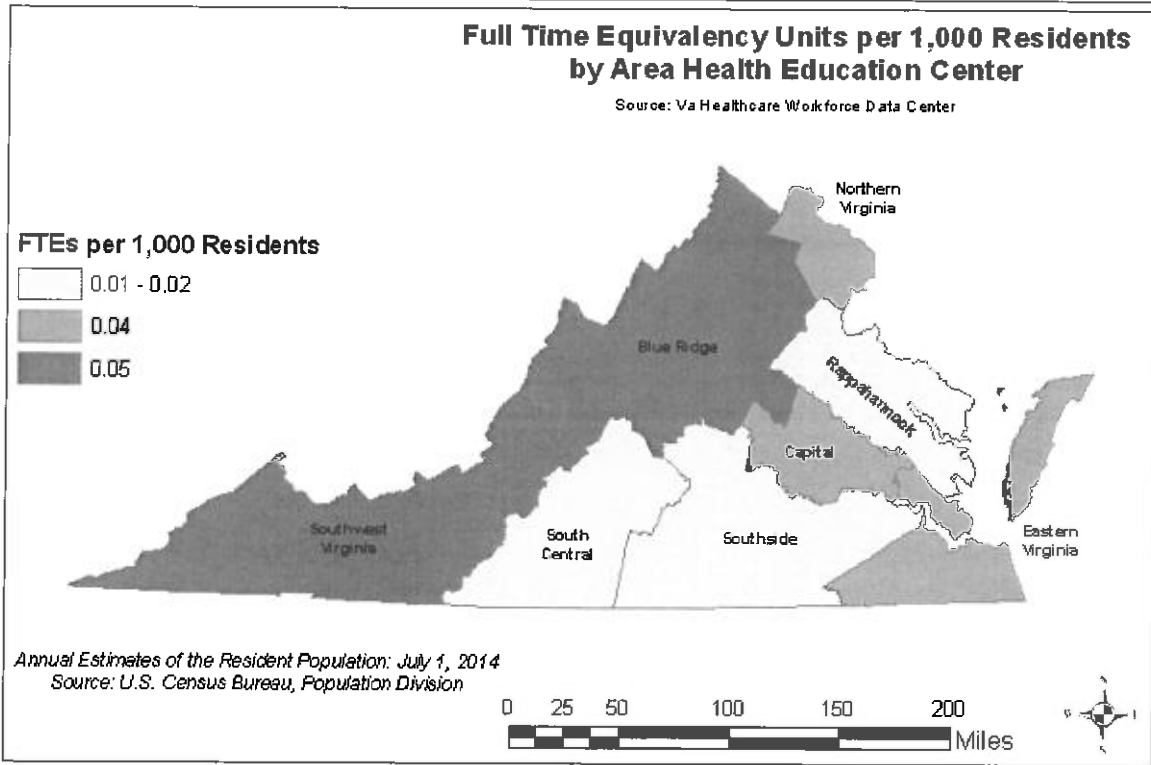 Full Time Equivalency Units per 1,000 Residents
by Area Health Education Center
Source: Va Healthcare Workforce Data Center
Northern
Virginia
FTEs per 1,000 Residents
0.01 - 0.02
0.04
0.05
Blue Ridge
Rappahannock
Capital
Southwest
Virginia
South
Central
Southside
Eastern
Virginia
Annual Estimates of the Resident Population: July 1, 2014
Source: U.S. Census Bureau, Population Division
0 25 50 100 150 200
Miles